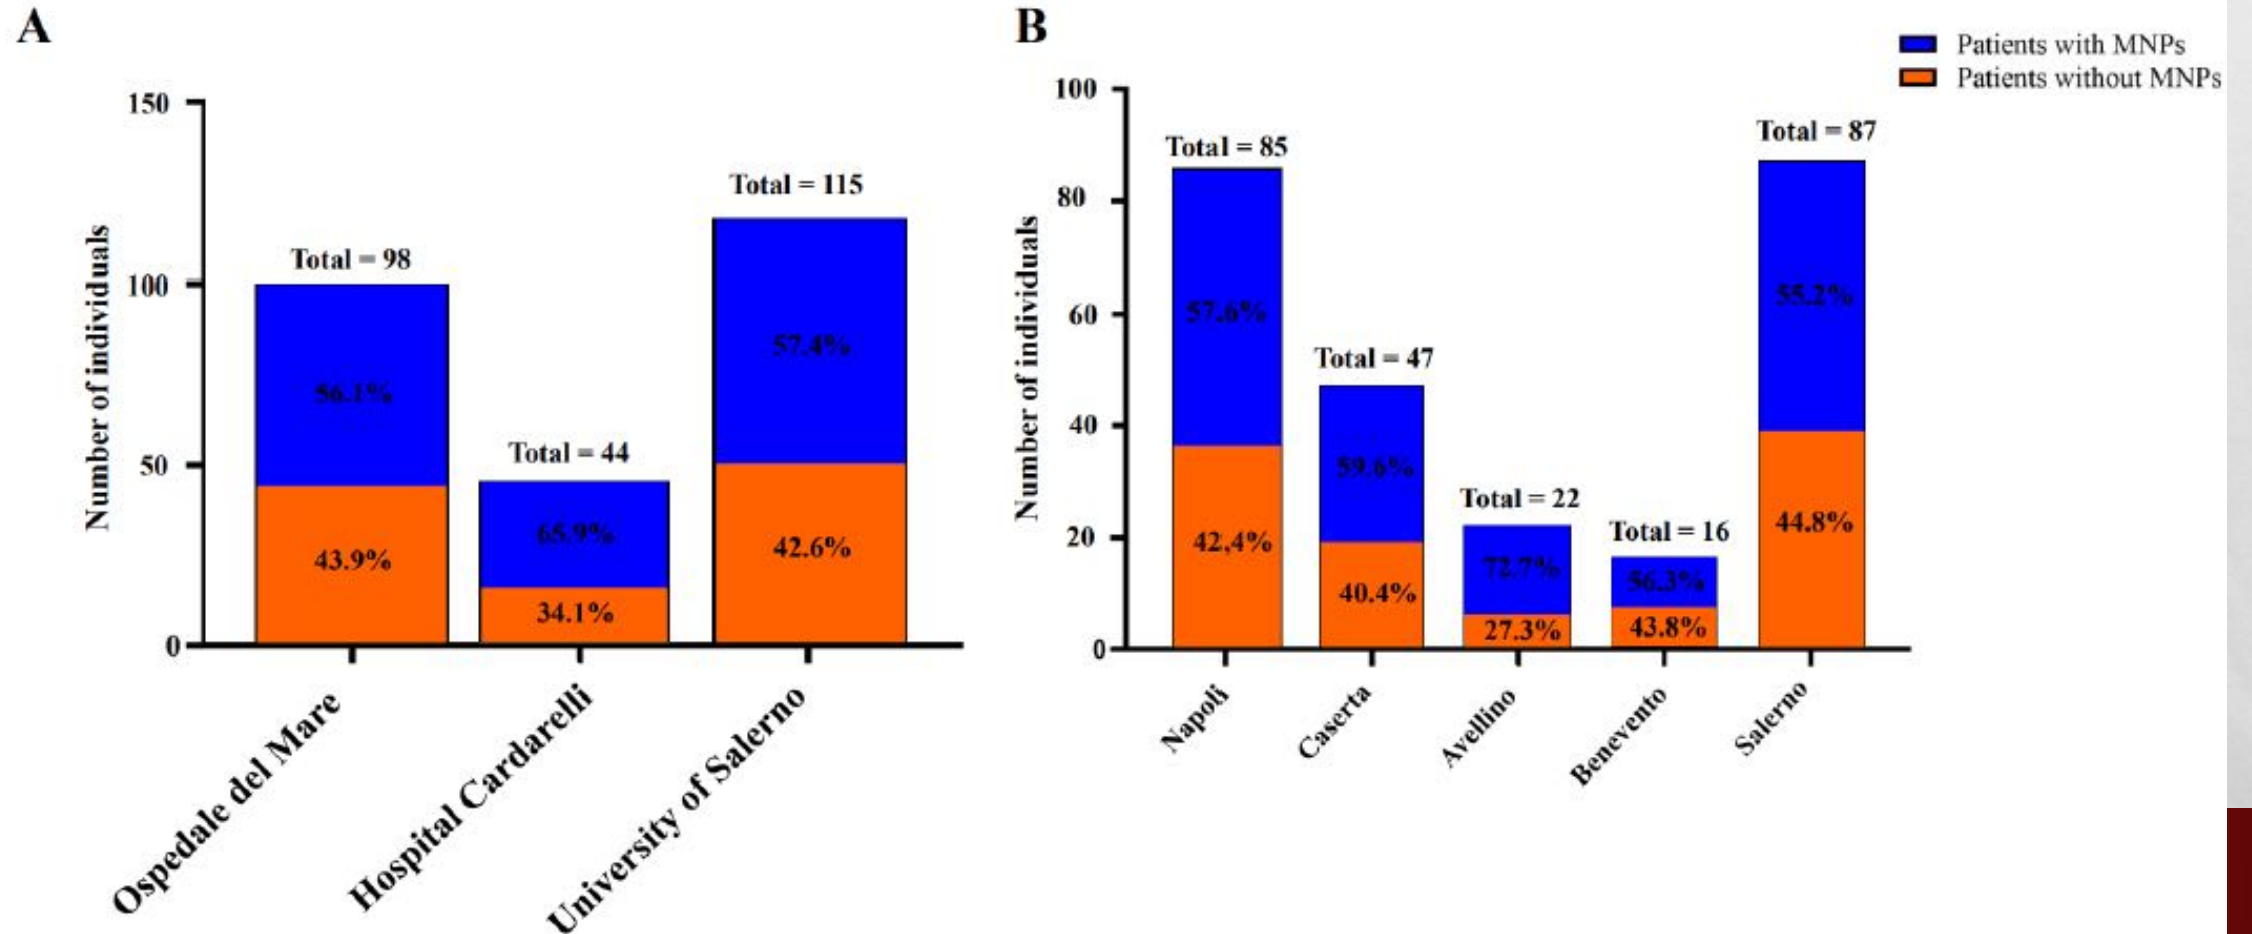 A
150
100
50
0
Number of individuals
Total = 98
56.1%
43.9%
Total = 44
65.9%
34.1%
Total = 115
57.4%
42.6%
Ospedale del Mare
Hospital Cardarelli
University of Salerno
B
Patients with MNPs
Patients without MNPs
100
80
60
40
20
0
Number of individuals
Total = 85
57.6%
42,4%
Total = 47
59.6%
40.4%
Total = 22
72.7%
27.3%
Total = 16
56.3%
43.8%
Total = 87
55.2%
44.8%
Napoli
Caserta
Avellino
Benevento
Salerno